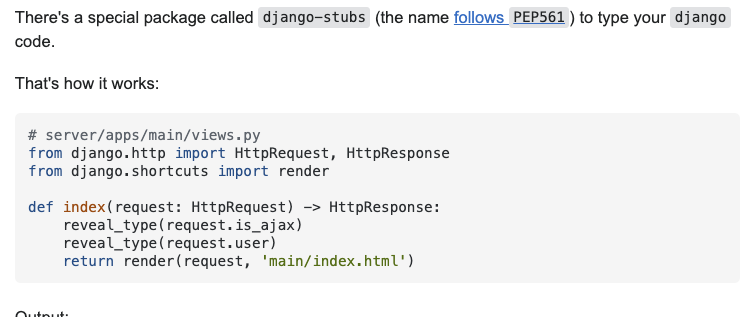 There's a special package called django-stubs (the name follows PEP561) to type your django
code.
That's how it works:
# server/apps/main/views.py
from django.http import HttpRequest, HttpResponse
from django.shortcuts import render
def index(request: HttpRequest) -> HttpResponse:
    reveal_type(request.is_ajax)
    reveal_type(request.user)
    return render(request, 'main/index.html')
Output: